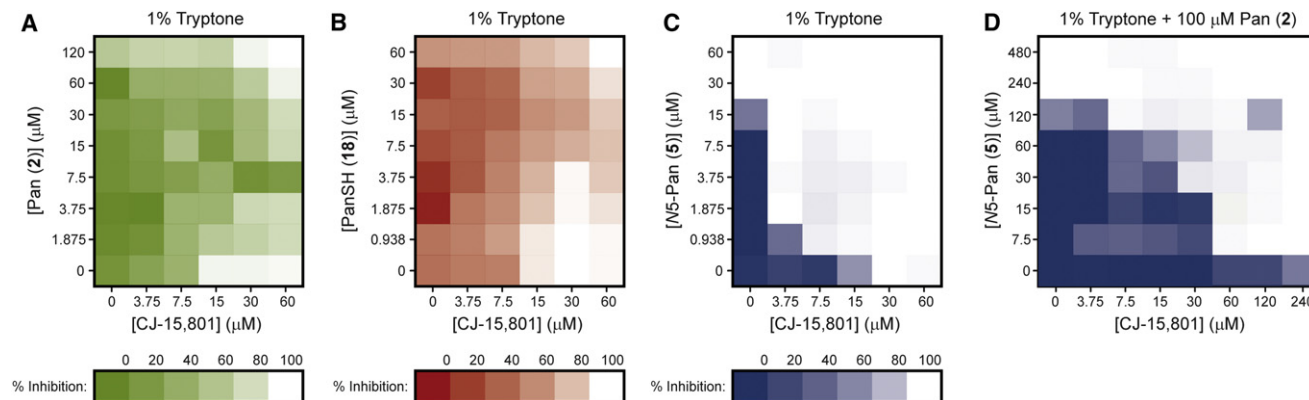 A
1% Tryptone
[Pan (2)] (µM)
120
60
30
15
7.5
3.75
1.875
0
0 3.75 7.5 15 30 60
[CJ-15,801] (µM)
0 20 40 60 80 100
% Inhibition:
B
1% Tryptone
[PanSH (18)] (µM)
60
30
15
7.5
3.75
1.875
0.938
0
0 3.75 7.5 15 30 60
[CJ-15,801] (µM)
0 20 40 60 80 100
% Inhibition:
C
1% Tryptone
[N5-Pan (5)] (µM)
60
30
15
7.5
3.75
1.875
0.938
0
0 3.75 7.5 15 30 60
[CJ-15,801] (µM)
0 20 40 60 80 100
% Inhibition:
D
1% Tryptone + 100 µM Pan (2)
[N5-Pan (5)] (µM)
480
240
120
60
30
15
7.5
0
0 3.75 7.5 15 30 60 120 240
[CJ-15,801] (µM)